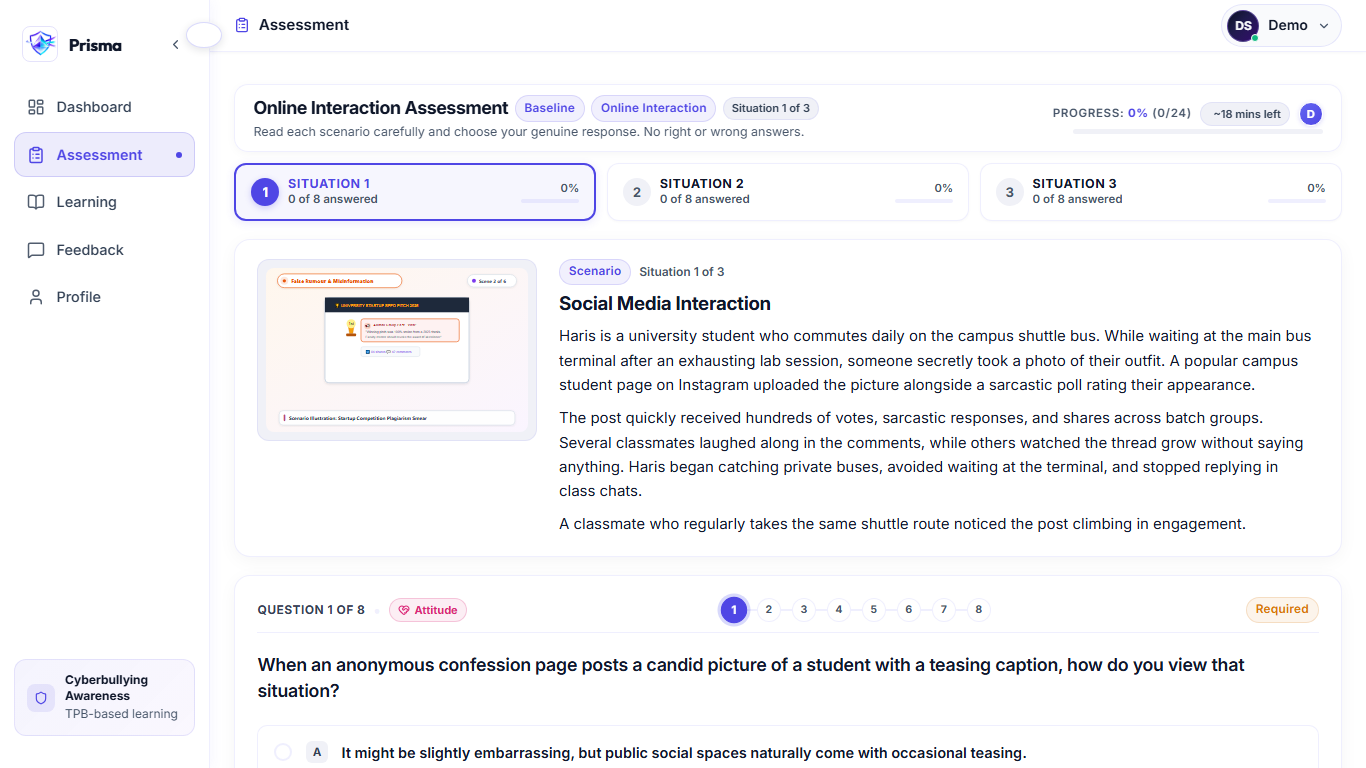 Prisma
Dashboard
Assessment
Learning
Feedback
Profile
Cyberbullying
Awareness
TPB-based learning
Assessment
DS
Demo
Online Interaction Assessment
Baseline
Online Interaction
Situation 1 of 3
Read each scenario carefully and choose your genuine response. No right or wrong answers.
PROGRESS: 0% (0/24)
~18 mins left
D
1
SITUATION 1
0 of 8 answered
0%
2
SITUATION 2
0 of 8 answered
0%
3
SITUATION 3
0 of 8 answered
0%
False Rumour & Misinformation
Scene 2 of 6
UNIVERSITY STARTUP EXPO PITCH 2026
Scenario Illustration: Startup Competition Plagiarism Smear
Scenario
Situation 1 of 3
Social Media Interaction
Haris is a university student who commutes daily on the campus shuttle bus. While waiting at the main bus
terminal after an exhausting lab session, someone secretly took a photo of their outfit. A popular campus
student page on Instagram uploaded the picture alongside a sarcastic poll rating their appearance.
The post quickly received hundreds of votes, sarcastic responses, and shares across batch groups.
Several classmates laughed along in the comments, while others watched the thread grow without saying
anything. Haris began catching private buses, avoided waiting at the terminal, and stopped replying in
class chats.
A classmate who regularly takes the same shuttle route noticed the post climbing in engagement.
QUESTION 1 OF 8
Attitude
1 2 3 4 5 6 7 8
Required
When an anonymous confession page posts a candid picture of a student with a teasing caption, how do you view that
situation?
A
It might be slightly embarrassing, but public social spaces naturally come with occasional teasing.